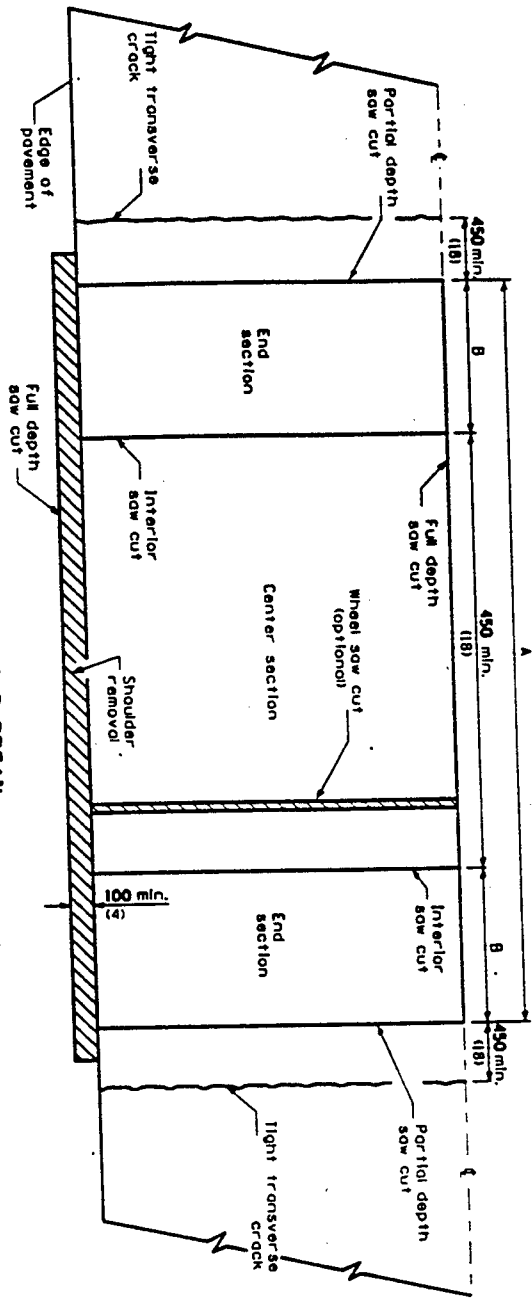 A
450 min.
(18)
B
450 min.
(18)
B
450 min.
(18)
℄
℄
Partial depth
saw cut
Full depth
saw cut
Interior
saw cut
Partial depth
saw cut
Tight transverse
crack
End
section
Wheel saw cut
(optional)
Center section
End
section
Interior
saw cut
100 min.
(4)
Tight transverse
crack
Edge of
pavement
Shoulder
removal
Full depth
saw cut